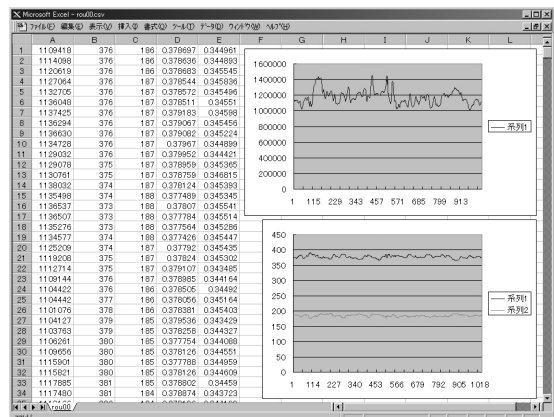 Microsoft Excel - rou00.csv
ファイル(F) 編集(E) 表示(V) 挿入(I) 書式(O) ツール(T) データ(D) ウィンドウ(W) ヘルプ(H)
A B C D E F G H I J K L
1 1109418 376 186 0.378697 0.344961
2 1114098 376 186 0.378636 0.344893
3 1120619 376 186 0.378683 0.345545
4 1127064 376 187 0.378544 0.345836
5 1132705 376 187 0.378572 0.345496
6 1136048 376 187 0.378511 0.34551
7 1137425 376 187 0.379183 0.34598
8 1136294 376 187 0.379067 0.345456
9 1136630 376 187 0.379082 0.345224
10 1134728 376 187 0.37967 0.344899
11 1129032 376 187 0.379952 0.344421
12 1129078 375 187 0.378959 0.345365
13 1130761 375 187 0.378759 0.346815
14 1138032 374 187 0.378124 0.345393
15 1135498 374 188 0.377489 0.345345
16 1136537 373 188 0.37807 0.345541
17 1136507 373 188 0.377784 0.345514
18 1135276 373 188 0.377564 0.345286
19 1134577 374 188 0.377426 0.345447
20 1125209 374 187 0.37792 0.345435
21 1119208 375 187 0.37824 0.345302
22 1112714 375 187 0.379107 0.343485
23 1109144 376 187 0.378985 0.344164
24 1104422 376 186 0.378505 0.34492
25 1104442 377 186 0.378056 0.345164
26 1101076 378 186 0.378381 0.345403
27 1104127 379 185 0.379536 0.343429
28 1103763 379 185 0.378258 0.344327
29 1106261 380 185 0.377754 0.344088
30 1109656 380 185 0.378126 0.344551
31 1115901 380 185 0.377788 0.344959
32 1115821 380 185 0.378126 0.344609
33 1117885 381 185 0.378802 0.34459
34 1117480 381 184 0.378874 0.343723
1600000
1400000
1200000
1000000
800000
600000
400000
200000
0
1 115 229 343 457 571 685 799 913
系列1
450
400
350
300
250
200
150
100
50
0
1 114 227 340 453 566 679 792 905 1018
系列1
系列2
rou00